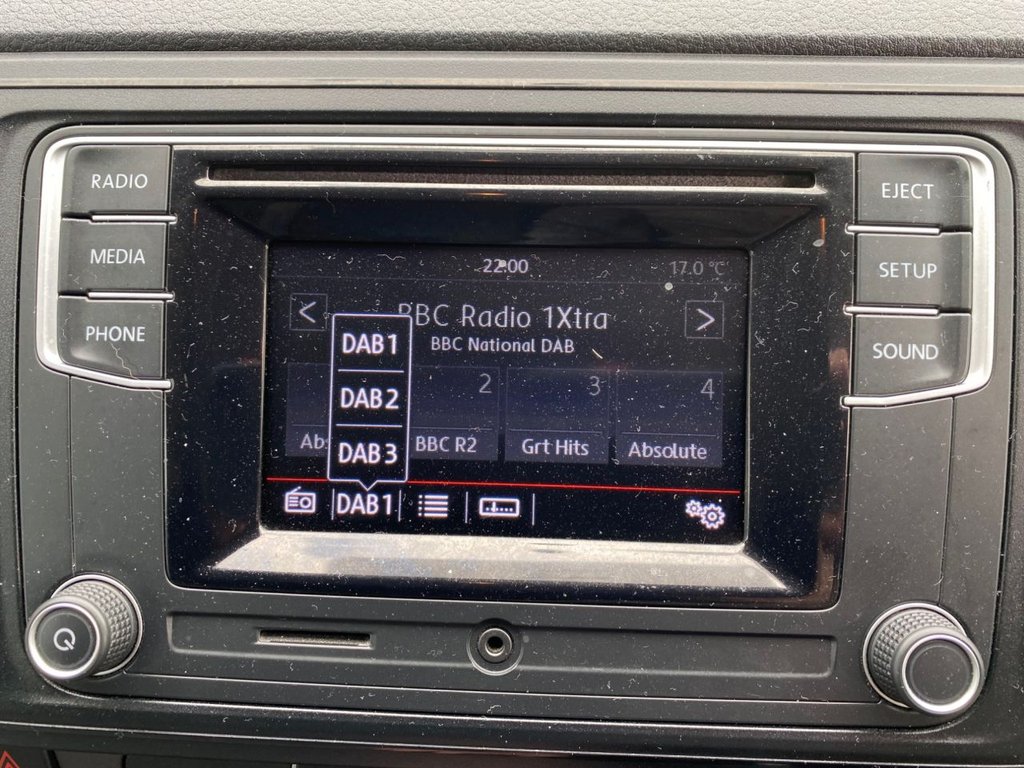 RADIO
MEDIA
PHONE
EJECT
SETUP
SOUND
22:00
17.0 °C
< BBC Radio 1Xtra >
BBC National DAB
DAB1
DAB2
DAB3
2
3
4
BBC R2
Grt Hits
Absolute
DAB1